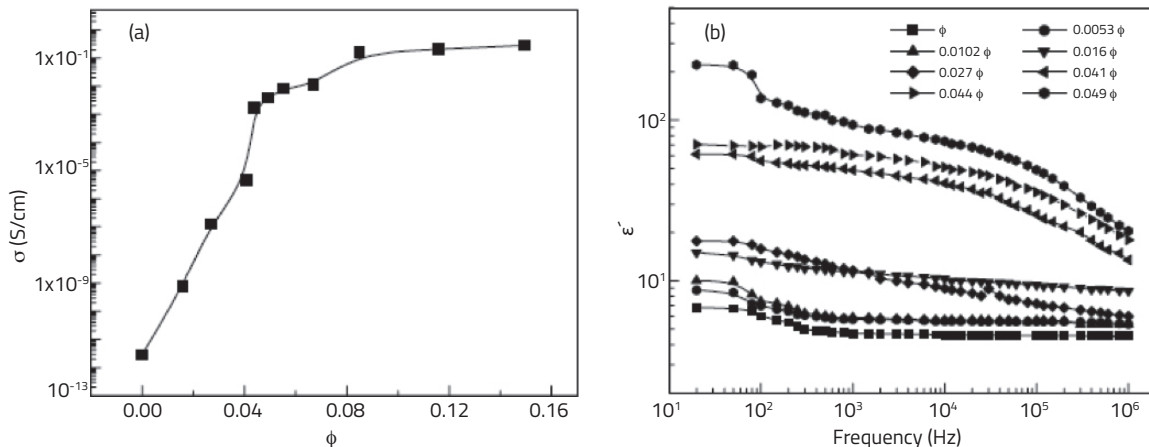 (a)
1x10⁻¹
1x10⁻⁵
1x10⁻⁹
10⁻¹³
σ (S/cm)
0.00 0.04 0.08 0.12 0.16
ϕ
(b)
ϕ 0.0053 ϕ
0.0102 ϕ 0.016 ϕ
0.027 ϕ 0.041 ϕ
0.044 ϕ 0.049 ϕ
10²
10¹
ε´
10¹ 10² 10³ 10⁴ 10⁵ 10⁶
Frequency (Hz)